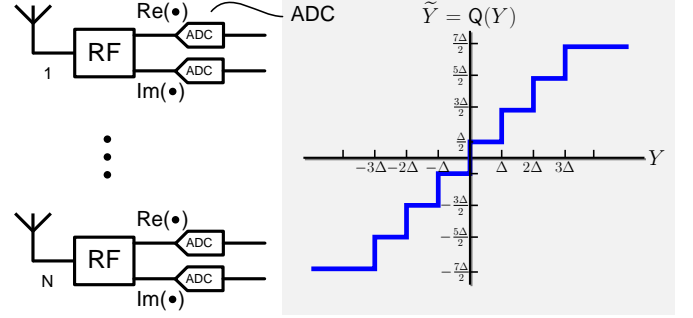 Re(•)
ADC
RF
ADC
1
Im(•)
Re(•)
ADC
RF
ADC
N
Im(•)
ADC
Ỹ = Q(Y)
7Δ/2
5Δ/2
3Δ/2
Δ/2
−3Δ −2Δ −Δ Δ 2Δ 3Δ Y
−3Δ/2
−5Δ/2
−7Δ/2